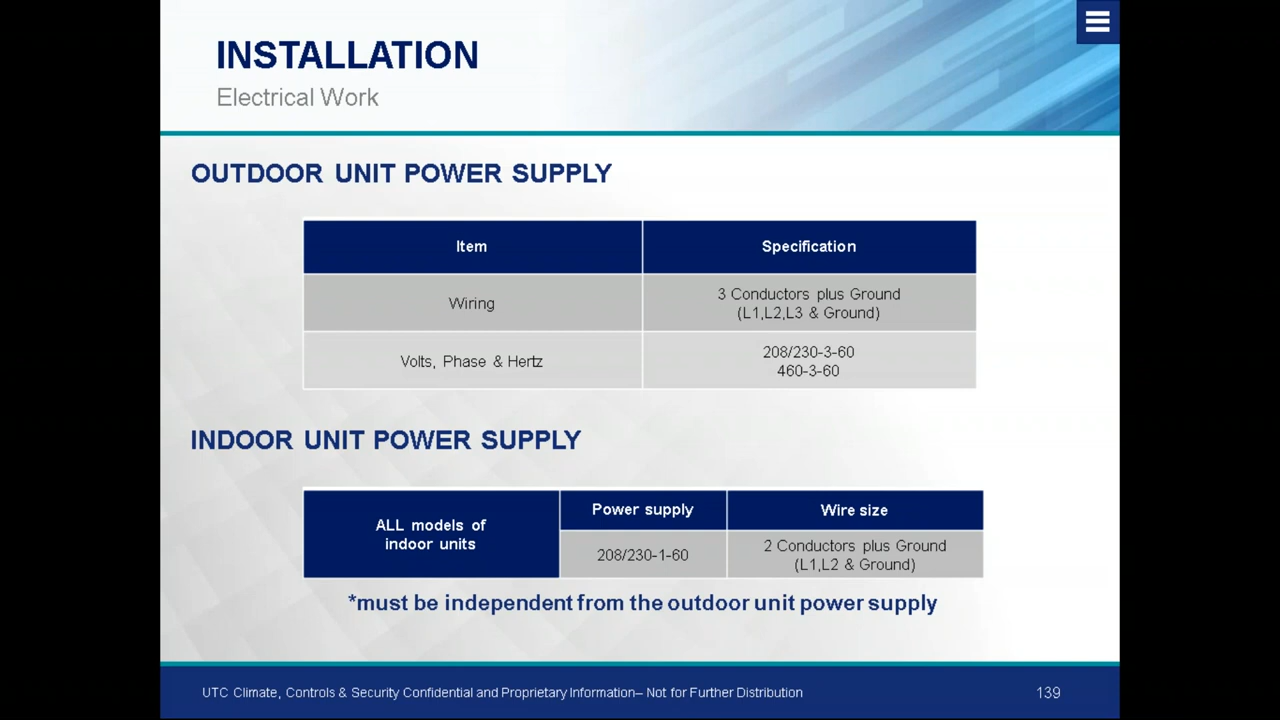 INSTALLATION
Electrical Work
OUTDOOR UNIT POWER SUPPLY
Item Specification
Wiring 3 Conductors plus Ground
(L1,L2,L3 & Ground)
Volts, Phase & Hertz 208/230-3-60
460-3-60
INDOOR UNIT POWER SUPPLY
ALL models of
indoor units
Power supply Wire size
208/230-1-60 2 Conductors plus Ground
(L1,L2 & Ground)
*must be independent from the outdoor unit power supply
UTC Climate, Controls & Security Confidential and Proprietary Information– Not for Further Distribution 139